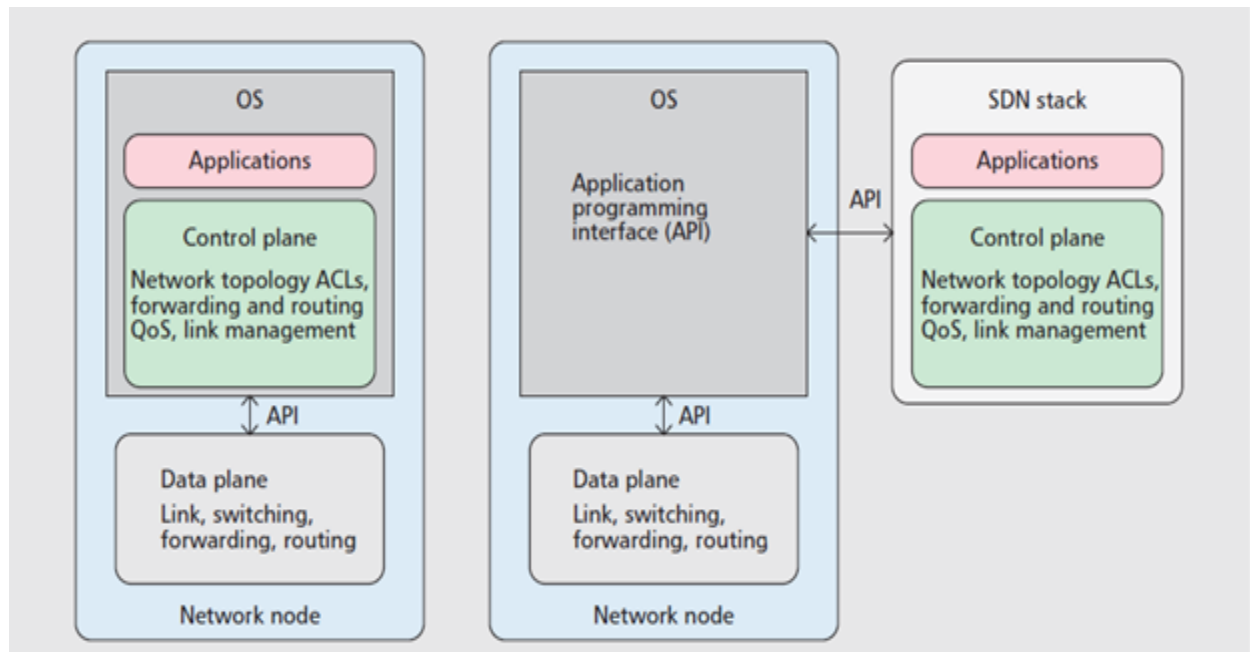 OS
Applications
Control plane
Network topology ACLs,
forwarding and routing
QoS, link management
API
Data plane
Link, switching,
forwarding, routing
Network node
OS
Application
programming
interface (API)
API
Data plane
Link, switching,
forwarding, routing
Network node
API
SDN stack
Applications
Control plane
Network topology ACLs,
forwarding and routing
QoS, link management